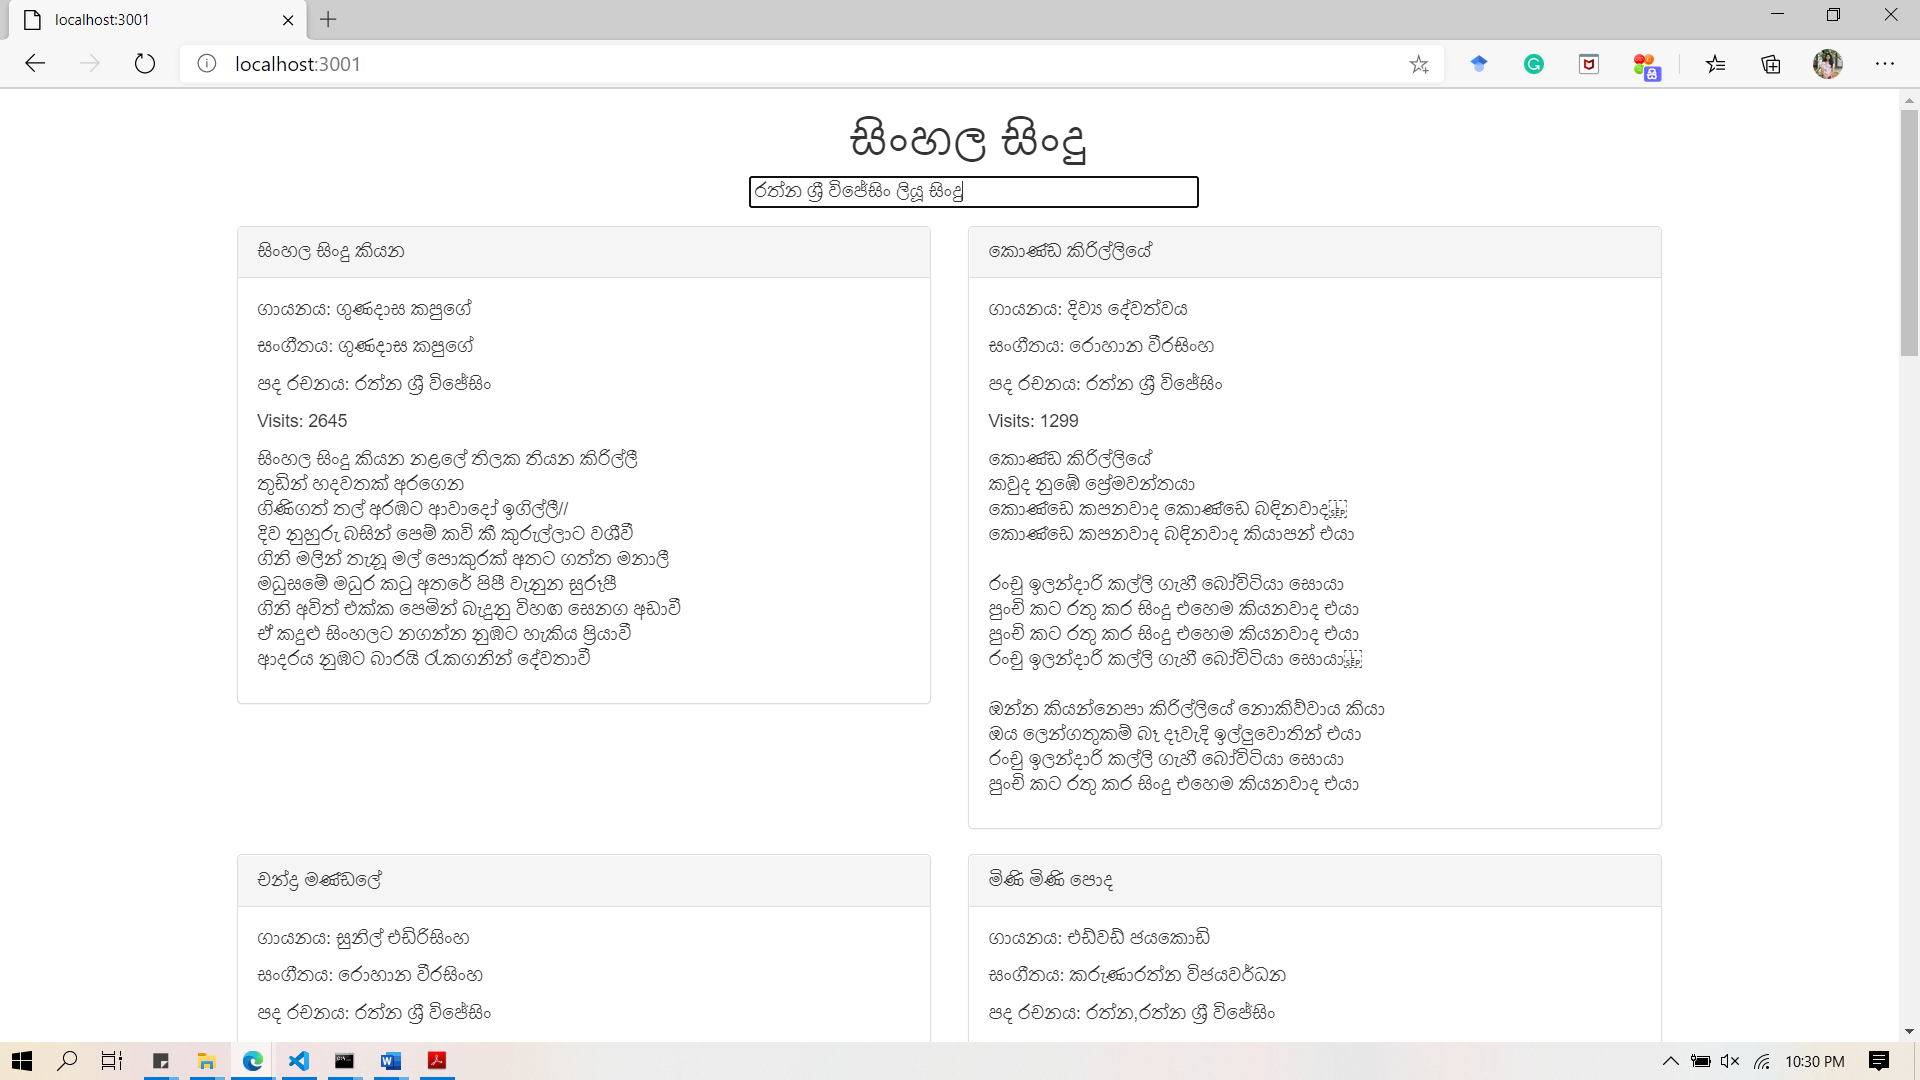 localhost:3001
localhost:3001
සිංහල සිංදු
රත්න ශ්‍රී විජේසිං ලියූ සිංදු
සිංහල සිංදු කියන
ගායනය: ගුණදාස කපුගේ
සංගීතය: ගුණදාස කපුගේ
පද රචනය: රත්න ශ්‍රී විජේසිං
Visits: 2645
සිංහල සිංදු කියන නළලේ තිලක තියන කිරිල්ලී
තුඩින් හදවතක් අරගෙන
ගිණිගත් තල් අරඹට ආවාදෝ ඉගිල්ලී//
දිව නුහුරු බසින් පෙම් කවි කී කුරුල්ලාට වශීවී
ගිනි මලින් තැනූ මල් පොකුරක් අතට ගත්ත මනාලී
මධුසමේ මධුර කටු අතරේ පිපී වැනුන සුරූපී
ගිනි අවිත් එක්ක පෙමින් බැදුනු විහඟ සෙනග අඩාවී
ඒ කදුළු සිංහලට නගන්න නුඹට හැකිය ප්‍රියාවී
ආදරය නුඹට බාරයි රැකගනින් දේවතාවී
කොණ්ඩ කිරිල්ලියේ
ගායනය: දිව්‍ය දේවත්වය
සංගීතය: රොහාන වීරසිංහ
පද රචනය: රත්න ශ්‍රී විජේසිං
Visits: 1299
කොණ්ඩ කිරිල්ලියේ
කවුද නුඹේ ප්‍රේමවන්තයා
කොණ්ඩෙ කපනවාද කොණ්ඩෙ බඳිනවාද
කොණ්ඩෙ කපනවාද බඳිනවාද කියාපන් එයා
රංචු ඉලන්දාරි කල්ලි ගැහී බෝවිටියා සොයා
පුංචි කට රතු කර සිංදු එහෙම කියනවාද එයා
පුංචි කට රතු කර සිංදු එහෙම කියනවාද එයා
රංචු ඉලන්දාරි කල්ලි ගැහී බෝවිටියා සොයා
ඔන්න කියන්නෙපා කිරිල්ලියේ නොකිව්වාය කියා
ඔය ලෙන්ගතුකම් බෑ දෑවැදි ඉල්ලුවොතින් එයා
රංචු ඉලන්දාරි කල්ලි ගැහී බෝවිටියා සොයා
පුංචි කට රතු කර සිංදු එහෙම කියනවාද එයා
චන්ද්‍ර මණ්ඩලේ
ගායනය: සුනිල් එඩිරිසිංහ
සංගීතය: රොහාන වීරසිංහ
පද රචනය: රත්න ශ්‍රී විජේසිං
මිණි මිණි පොද
ගායනය: එඩ්වඩ් ජයකොඩි
සංගීතය: කරුණාරත්න විජයවර්ධන
පද රචනය: රත්න,රත්න ශ්‍රී විජේසිං
10:30 PM